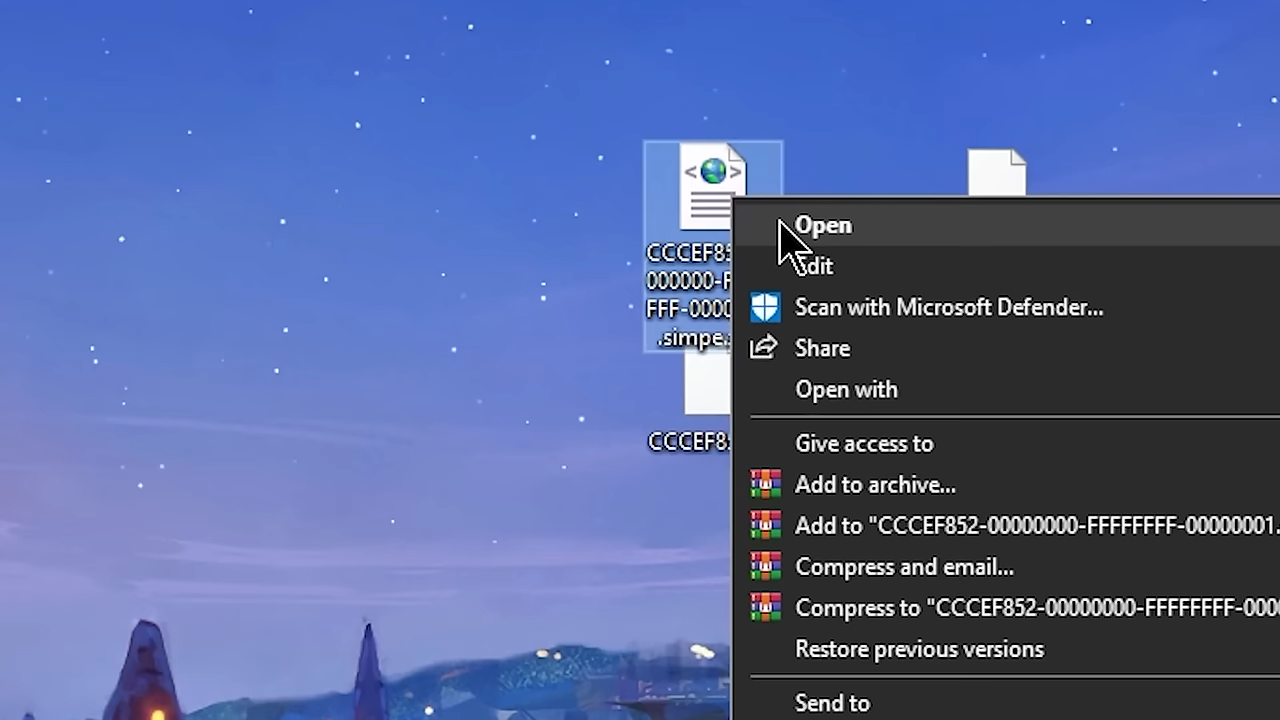 CCCEF85
000000-F
FFF-0000
.simpe.
CCCEF8
Open
Edit
Scan with Microsoft Defender...
Share
Open with
Give access to
Add to archive...
Add to "CCCEF852-00000000-FFFFFFFF-00000001.
Compress and email...
Compress to "CCCEF852-00000000-FFFFFFFF-000
Restore previous versions
Send to